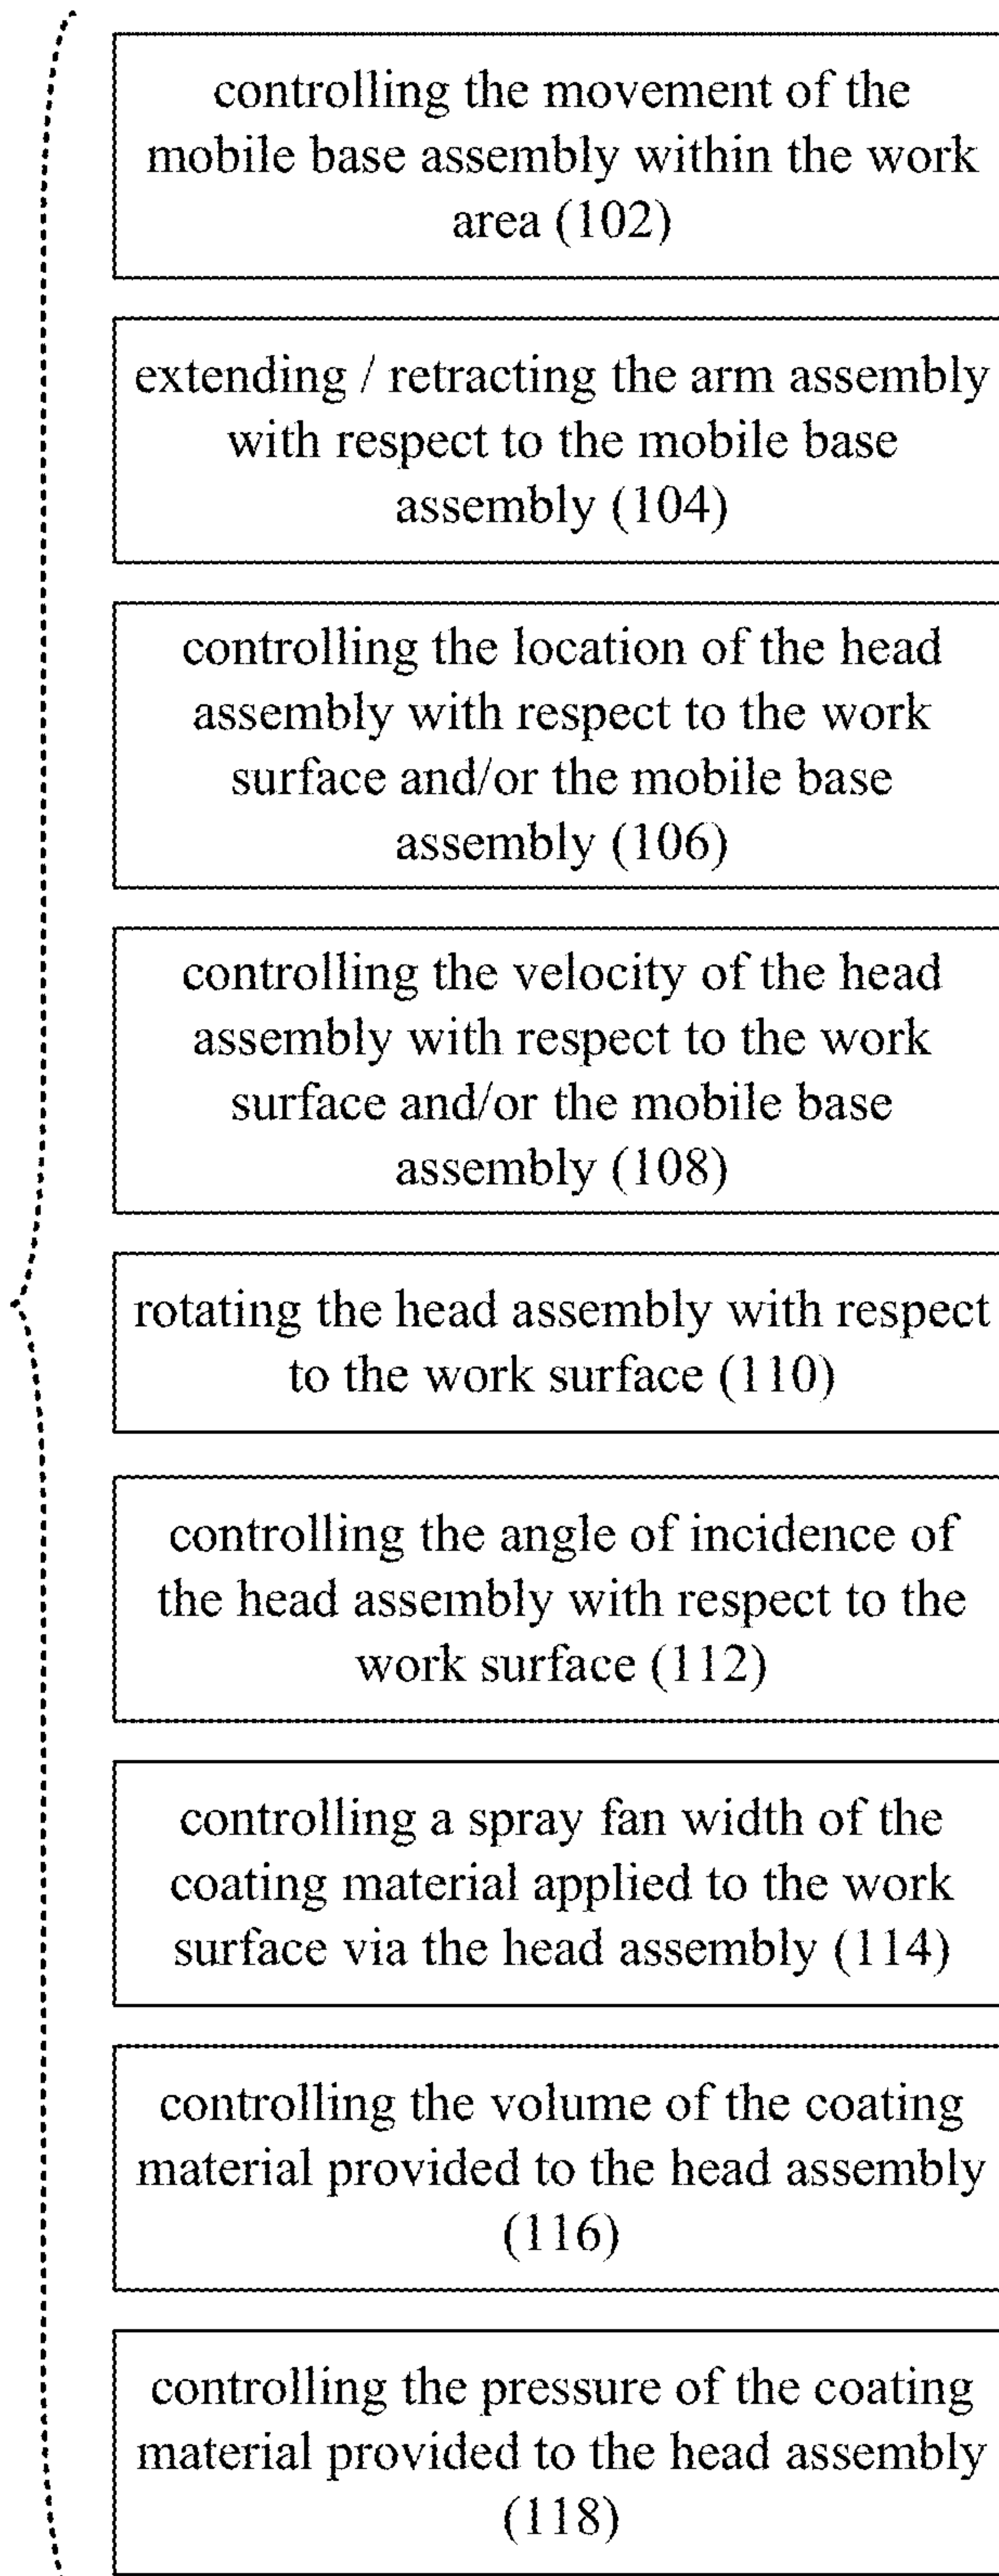 controlling the movement of the
mobile base assembly within the work
area (102)
extending / retracting the arm assembly
with respect to the mobile base
assembly (104)
controlling the location of the head
assembly with respect to the work
surface and/or the mobile base
assembly (106)
controlling the velocity of the head
assembly with respect to the work
surface and/or the mobile base
assembly (108)
rotating the head assembly with respect
to the work surface (110)
controlling the angle of incidence of
the head assembly with respect to the
work surface (112)
controlling a spray fan width of the
coating material applied to the work
surface via the head assembly (114)
controlling the volume of the coating
material provided to the head assembly
(116)
controlling the pressure of the coating
material provided to the head assembly
(118)